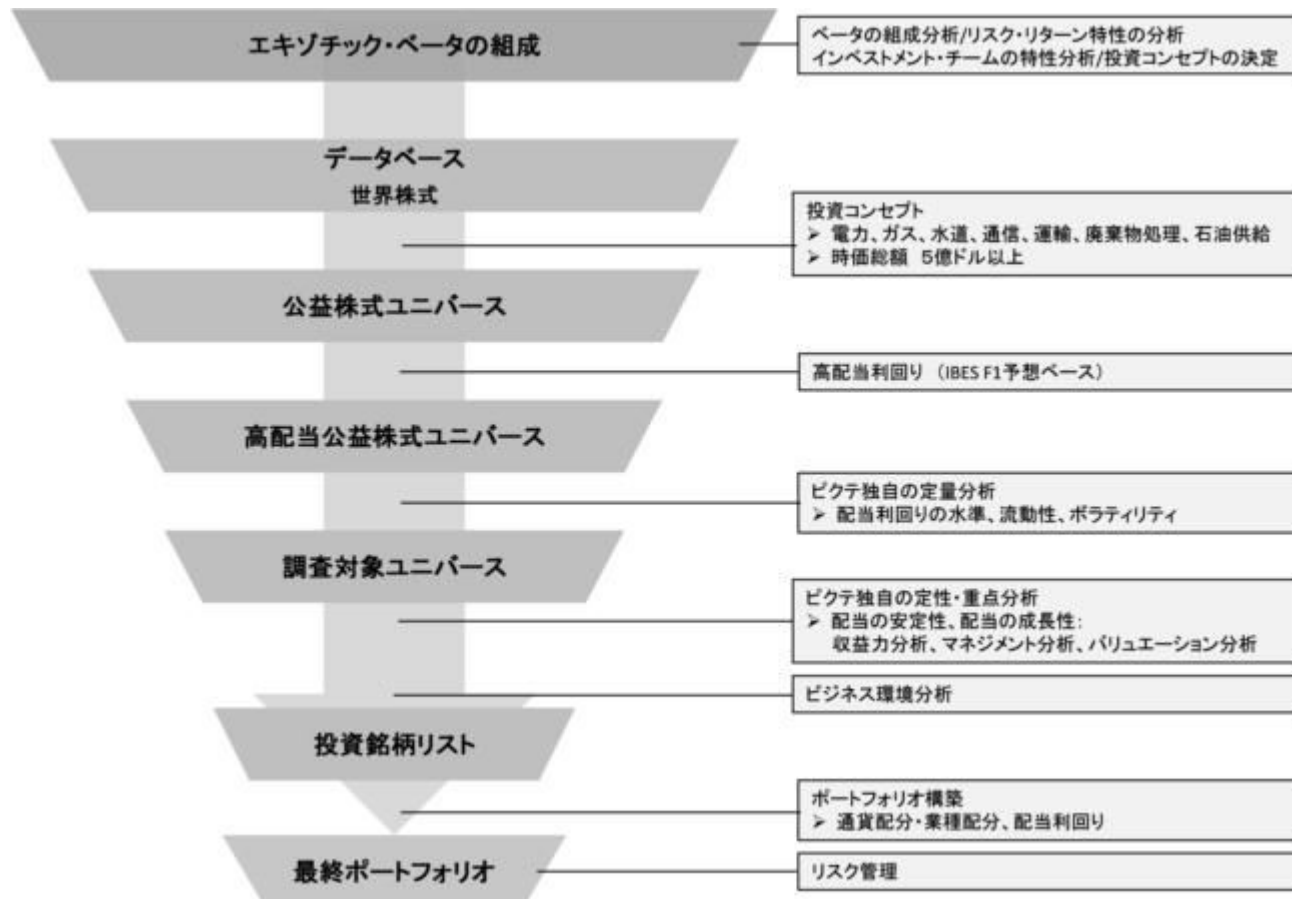 エキゾチック・ベータの組成
ベータの組成分析/リスク・リターン特性の分析
インベストメント・チームの特性分析/投資コンセプトの決定
データベース
世界株式
投資コンセプト
➢ 電力、ガス、水道、通信、運輸、廃棄物処理、石油供給
➢ 時価総額 5億ドル以上
公益株式ユニバース
高配当利回り （IBES F1予想ベース）
高配当公益株式ユニバース
ピクテ独自の定量分析
➢ 配当利回りの水準、流動性、ボラティリティ
調査対象ユニバース
ピクテ独自の定性・重点分析
➢ 配当の安定性、配当の成長性：
収益力分析、マネジメント分析、バリュエーション分析
ビジネス環境分析
投資銘柄リスト
ポートフォリオ構築
➢ 通貨配分・業種配分、配当利回り
最終ポートフォリオ
リスク管理